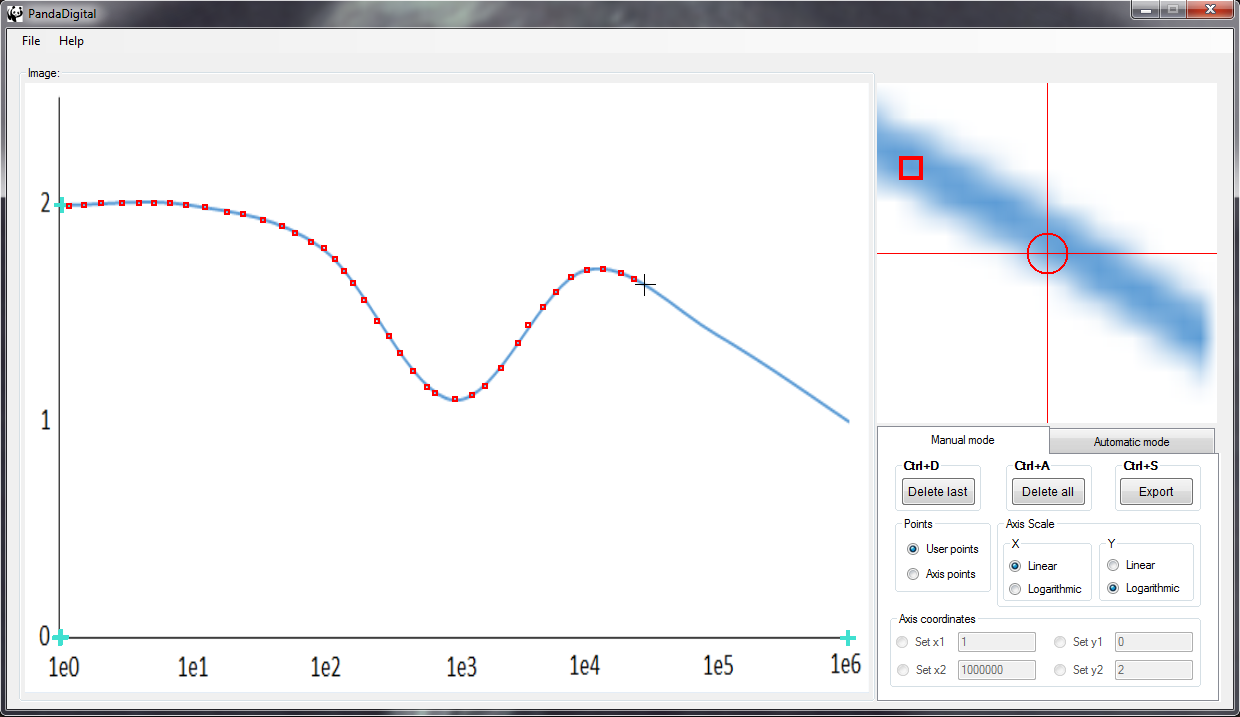 PandaDigital
File Help
Image:
2
1
0
1e0 1e1 1e2 1e3 1e4 1e5 1e6
Manual mode Automatic mode
Ctrl+D Ctrl+A Ctrl+S
Delete last Delete all Export
Points Axis Scale
X Y
User points Linear Linear
Axis points Logarithmic Logarithmic
Axis coordinates
Set x1 1 Set y1 0
Set x2 1000000 Set y2 2